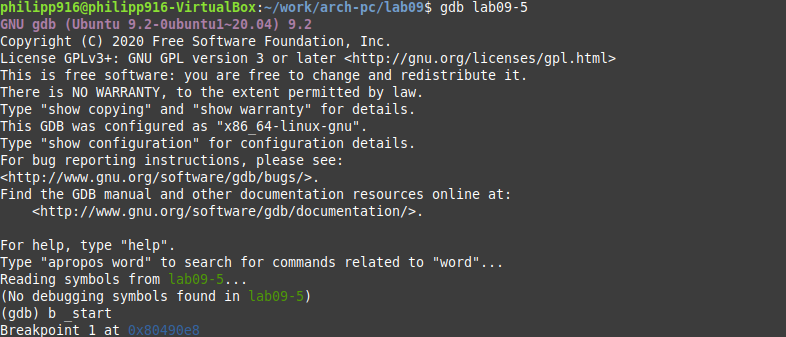 philipp916@philipp916-VirtualBox:~/work/arch-pc/lab09$ gdb lab09-5
GNU gdb (Ubuntu 9.2-0ubuntu1~20.04) 9.2
Copyright (C) 2020 Free Software Foundation, Inc.
License GPLv3+: GNU GPL version 3 or later <http://gnu.org/licenses/gpl.html>
This is free software: you are free to change and redistribute it.
There is NO WARRANTY, to the extent permitted by law.
Type "show copying" and "show warranty" for details.
This GDB was configured as "x86_64-linux-gnu".
Type "show configuration" for configuration details.
For bug reporting instructions, please see:
<http://www.gnu.org/software/gdb/bugs/>.
Find the GDB manual and other documentation resources online at:
    <http://www.gnu.org/software/gdb/documentation/>.

For help, type "help".
Type "apropos word" to search for commands related to "word"...
Reading symbols from lab09-5...
(No debugging symbols found in lab09-5)
(gdb) b _start
Breakpoint 1 at 0x80490e8